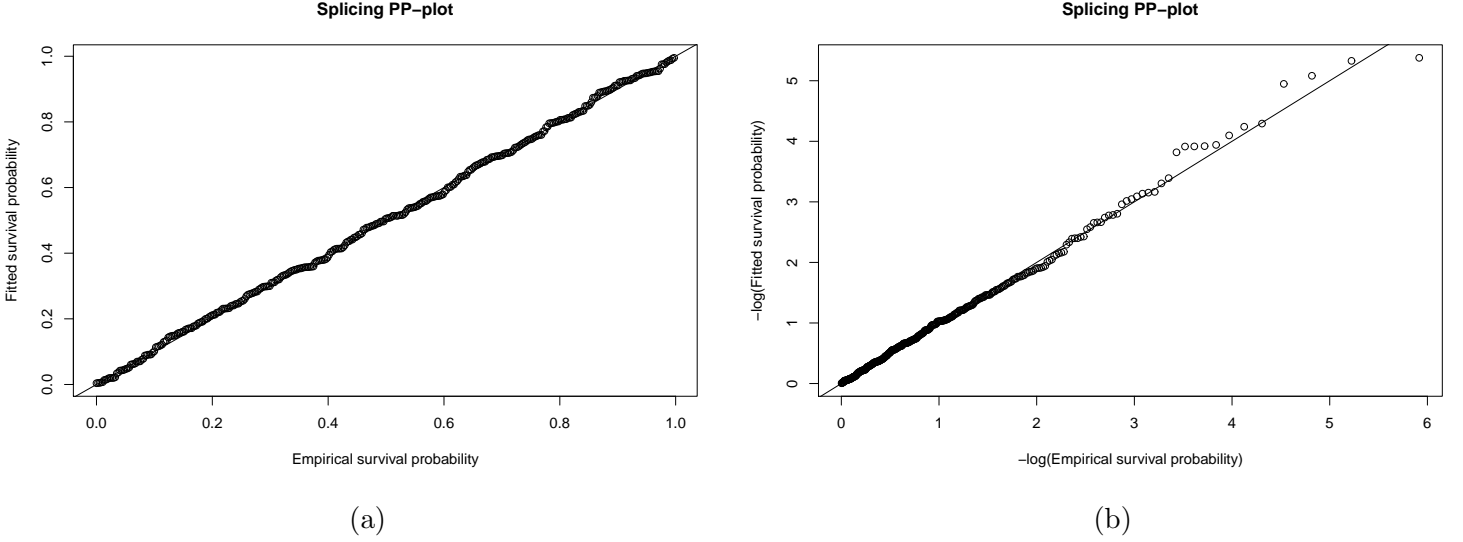 Splicing PP−plot
Fitted survival probability
1.0
0.8
0.6
0.4
0.2
0.0
0.0 0.2 0.4 0.6 0.8 1.0
Empirical survival probability
(a)
Splicing PP−plot
−log(Fitted survival probability)
5
4
3
2
1
0
0 1 2 3 4 5 6
−log(Empirical survival probability)
(b)